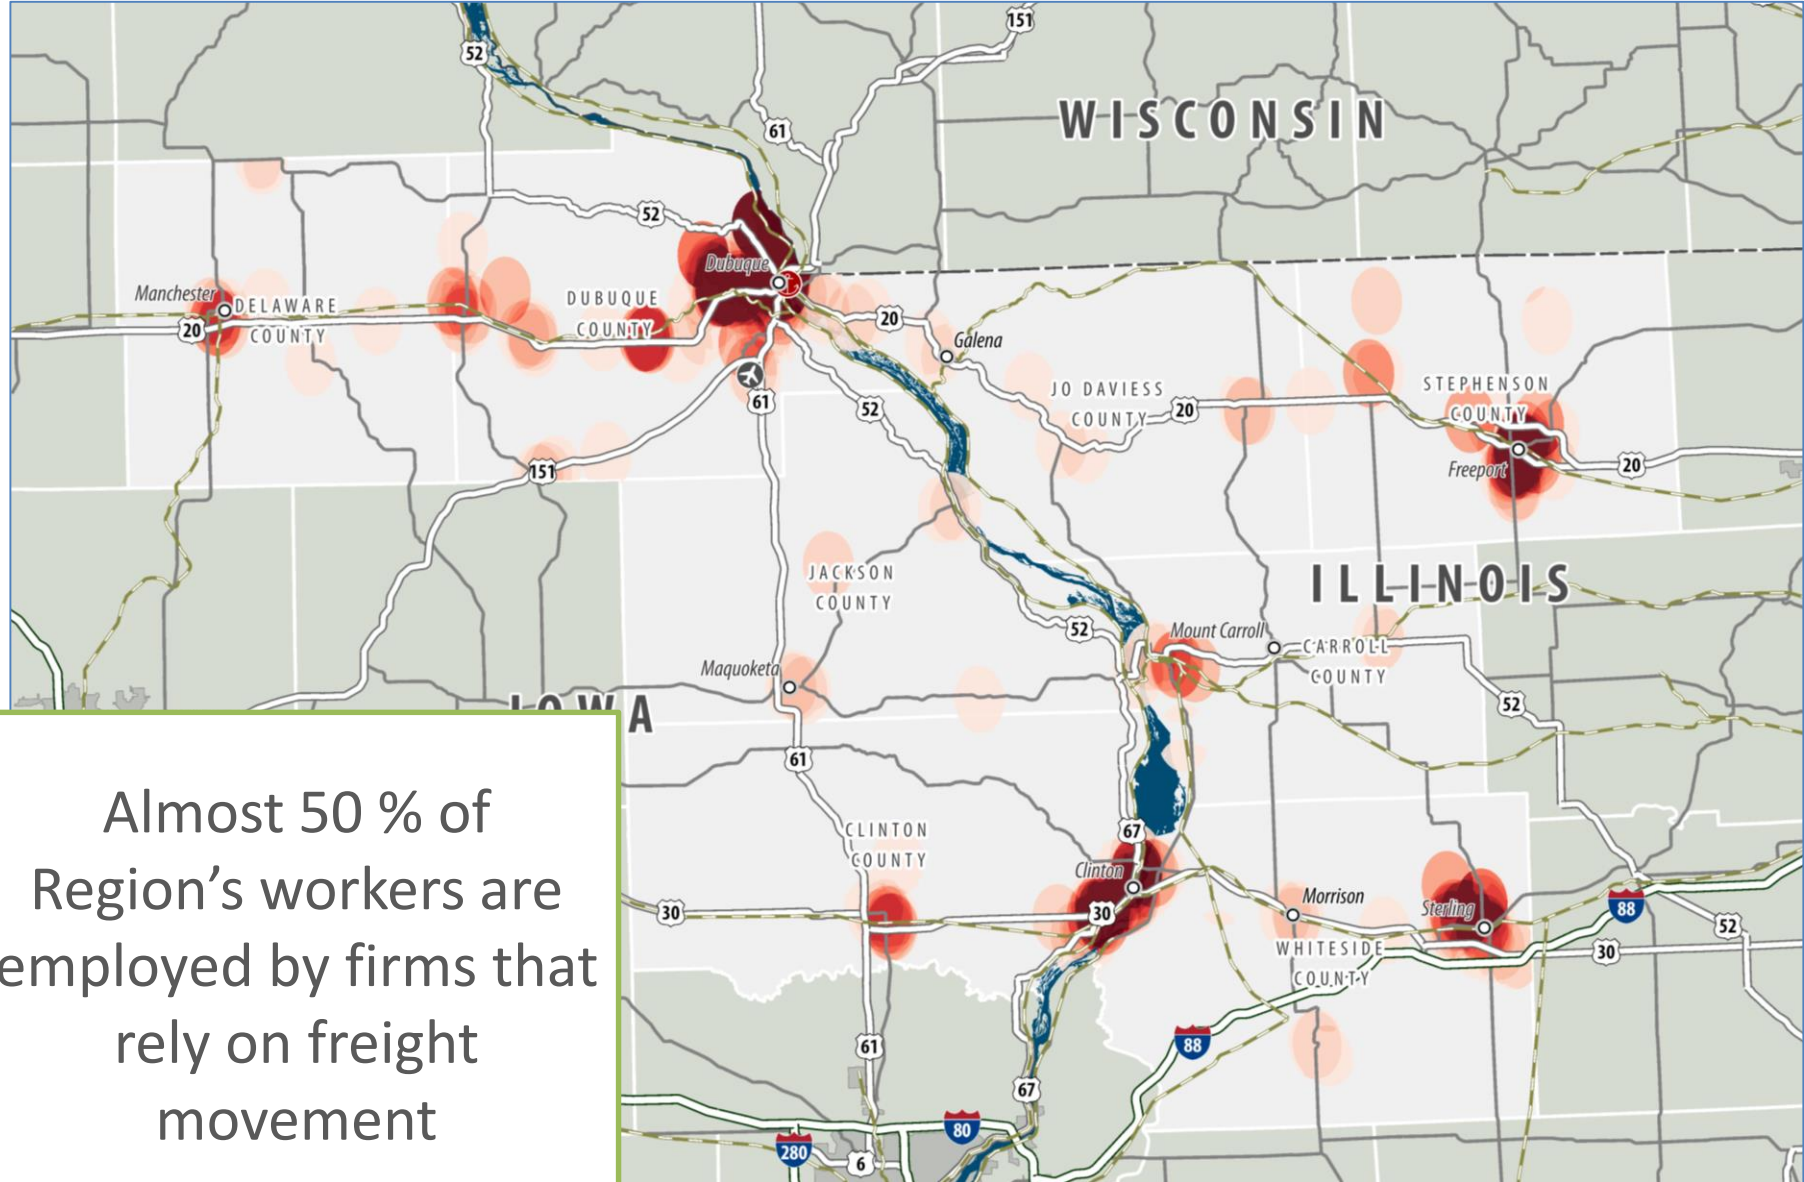 151
52
WISCONSIN
61
52
Dubuque
Manchester
DELAWARE
COUNTY
DUBUQUE
COUNTY
20
20
Galena
61
52
JO DAVIESS
COUNTY
20
STEPHENSON
COUNTY
Freeport
20
151
JACKSON
COUNTY
ILLINOIS
52
Mount Carroll
CARROLL
COUNTY
Maquoketa
52
IOWA
61
67
CLINTON
COUNTY
Clinton
30
30
Morrison
Sterling
88
52
30
WHITESIDE
COUNTY
61
88
67
80
280
6
Almost 50 % of
Region’s workers are
employed by firms that
rely on freight
movement